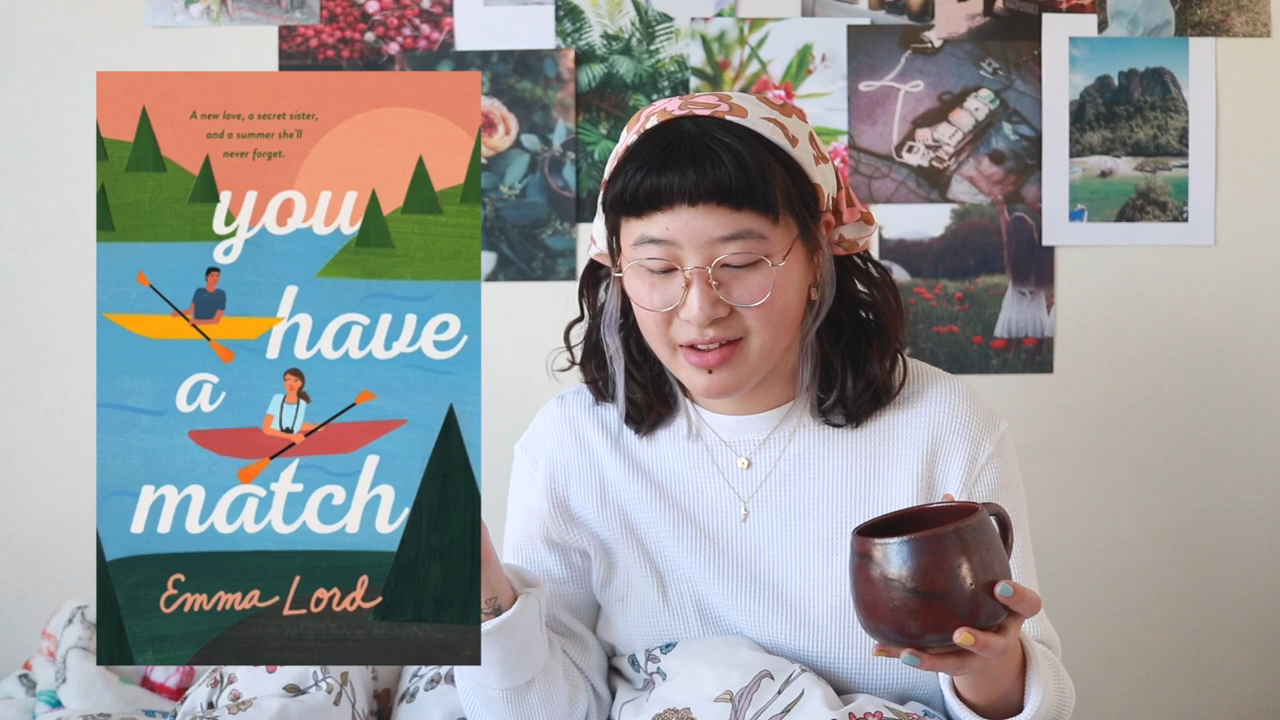 A new love, a secret sister,
and a summer she'll
never forget.
you
have
a
match
Emma Lord